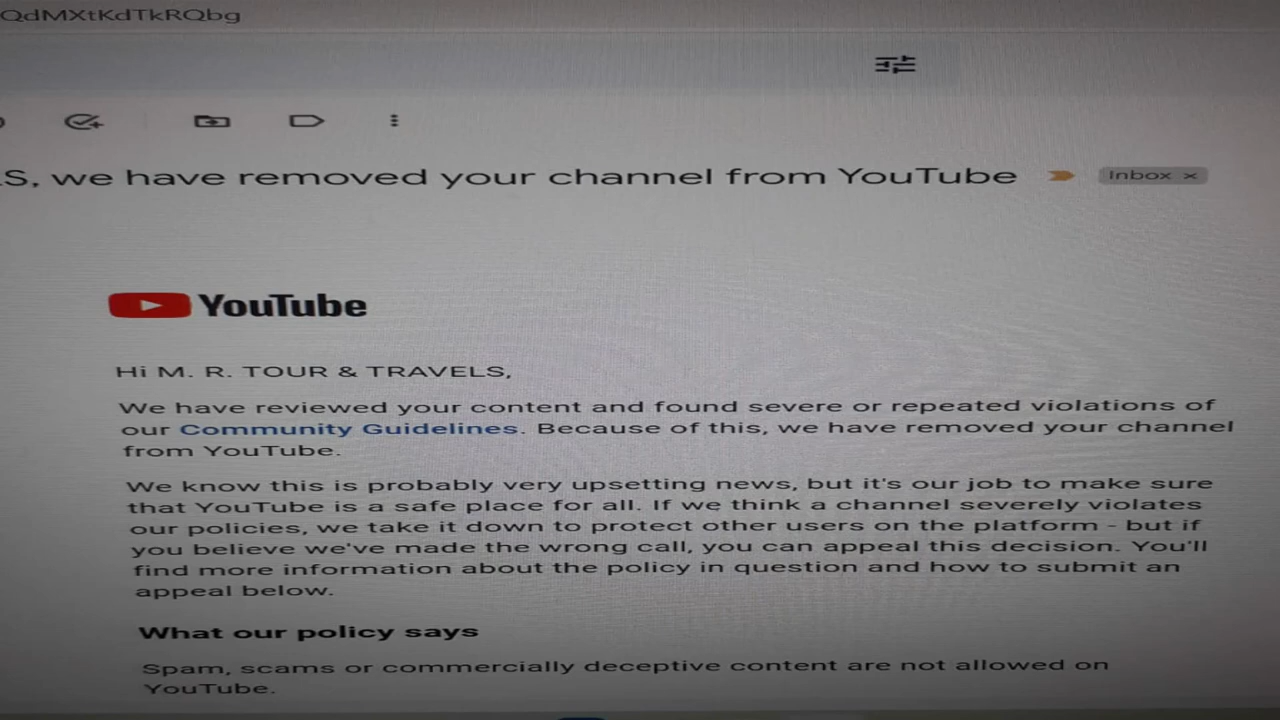 QdMXtKdTkRQbg
S, we have removed your channel from YouTube Inbox ×
YouTube
Hi M. R. TOUR & TRAVELS,
We have reviewed your content and found severe or repeated violations of
our Community Guidelines. Because of this, we have removed your channel
from YouTube.
We know this is probably very upsetting news, but it's our job to make sure
that YouTube is a safe place for all. If we think a channel severely violates
our policies, we take it down to protect other users on the platform - but if
you believe we've made the wrong call, you can appeal this decision. You'll
find more information about the policy in question and how to submit an
appeal below.
What our policy says
Spam, scams or commercially deceptive content are not allowed on
YouTube.